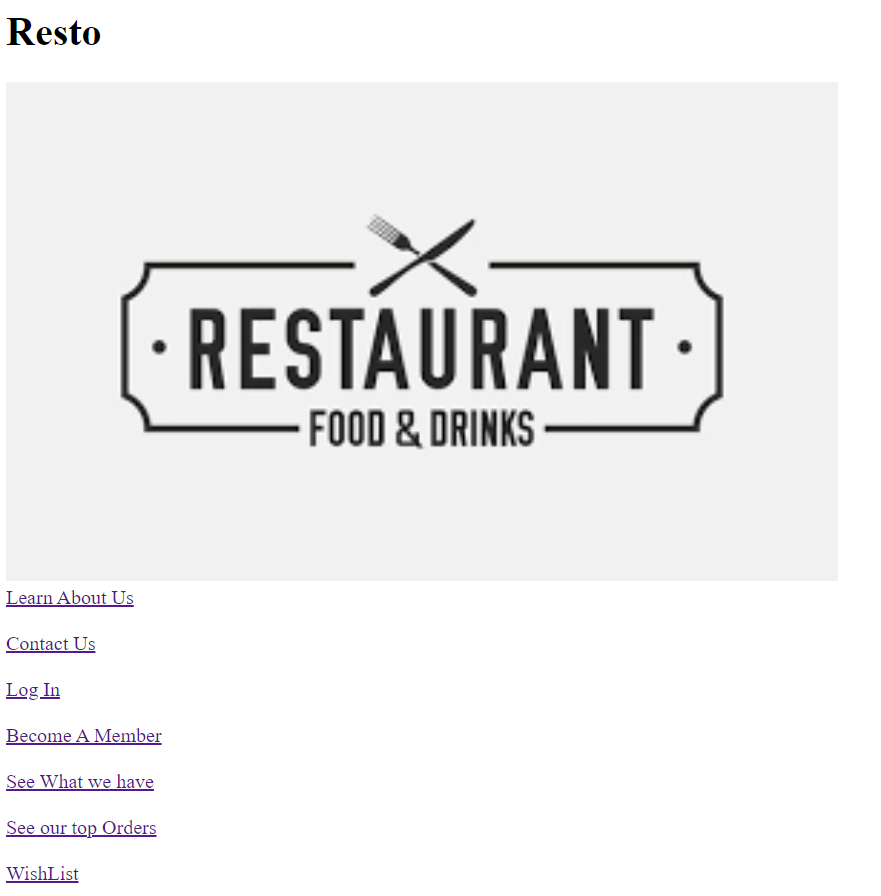 Resto
RESTAURANT
FOOD & DRINKS
Learn About Us
Contact Us
Log In
Become A Member
See What we have
See our top Orders
WishList